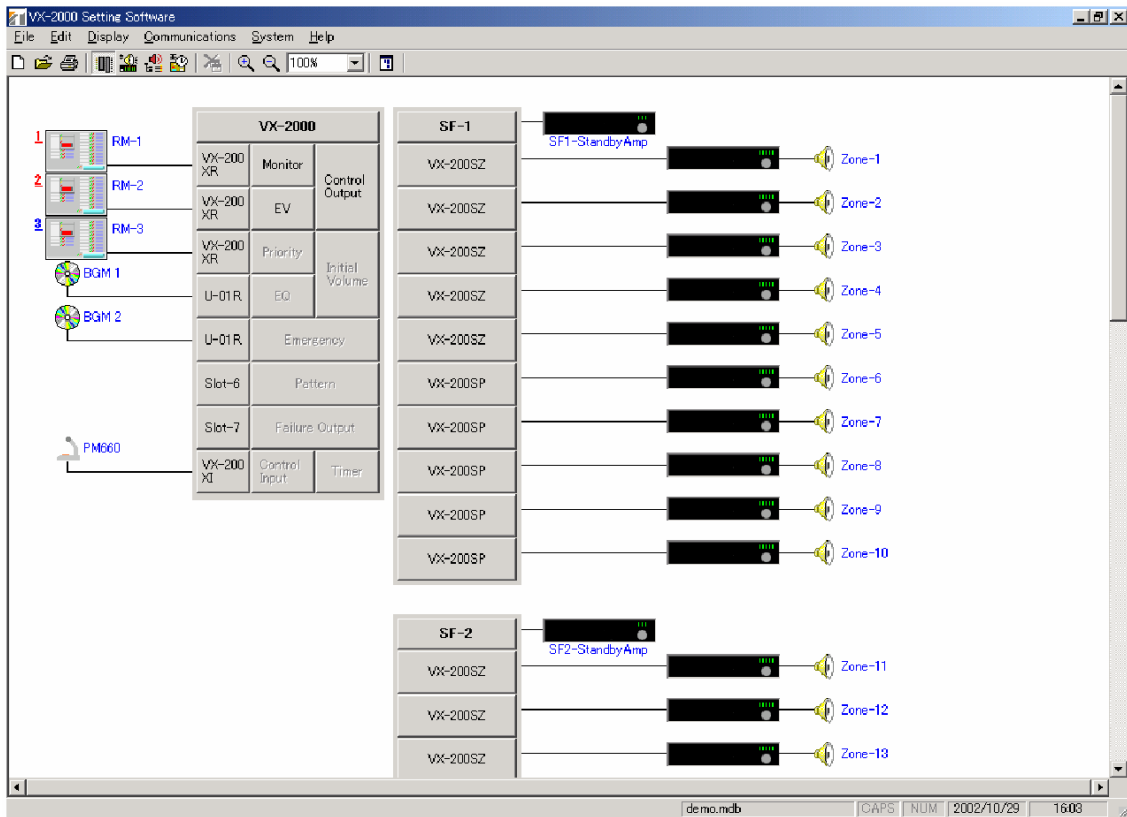 VX-2000 Setting Software
File Edit Display Communications System Help
100%
1 RM-1
2 RM-2
3 RM-3
BGM 1
BGM 2
PM660
VX-2000
VX-200 XR Monitor Control Output
VX-200 XR EV
VX-200 XR Priority Initial Volume
U-01R EQ
U-01R Emergency
Slot-6 Pattern
Slot-7 Failure Output
VX-200 XI Control Input Timer
SF-1 SF1-StandbyAmp
VX-200SZ Zone-1
VX-200SZ Zone-2
VX-200SZ Zone-3
VX-200SZ Zone-4
VX-200SZ Zone-5
VX-200SP Zone-6
VX-200SP Zone-7
VX-200SP Zone-8
VX-200SP Zone-9
VX-200SP Zone-10
SF-2 SF2-StandbyAmp
VX-200SZ Zone-11
VX-200SZ Zone-12
VX-200SZ Zone-13
demo.mdb CAPS NUM 2002/10/29 16:03